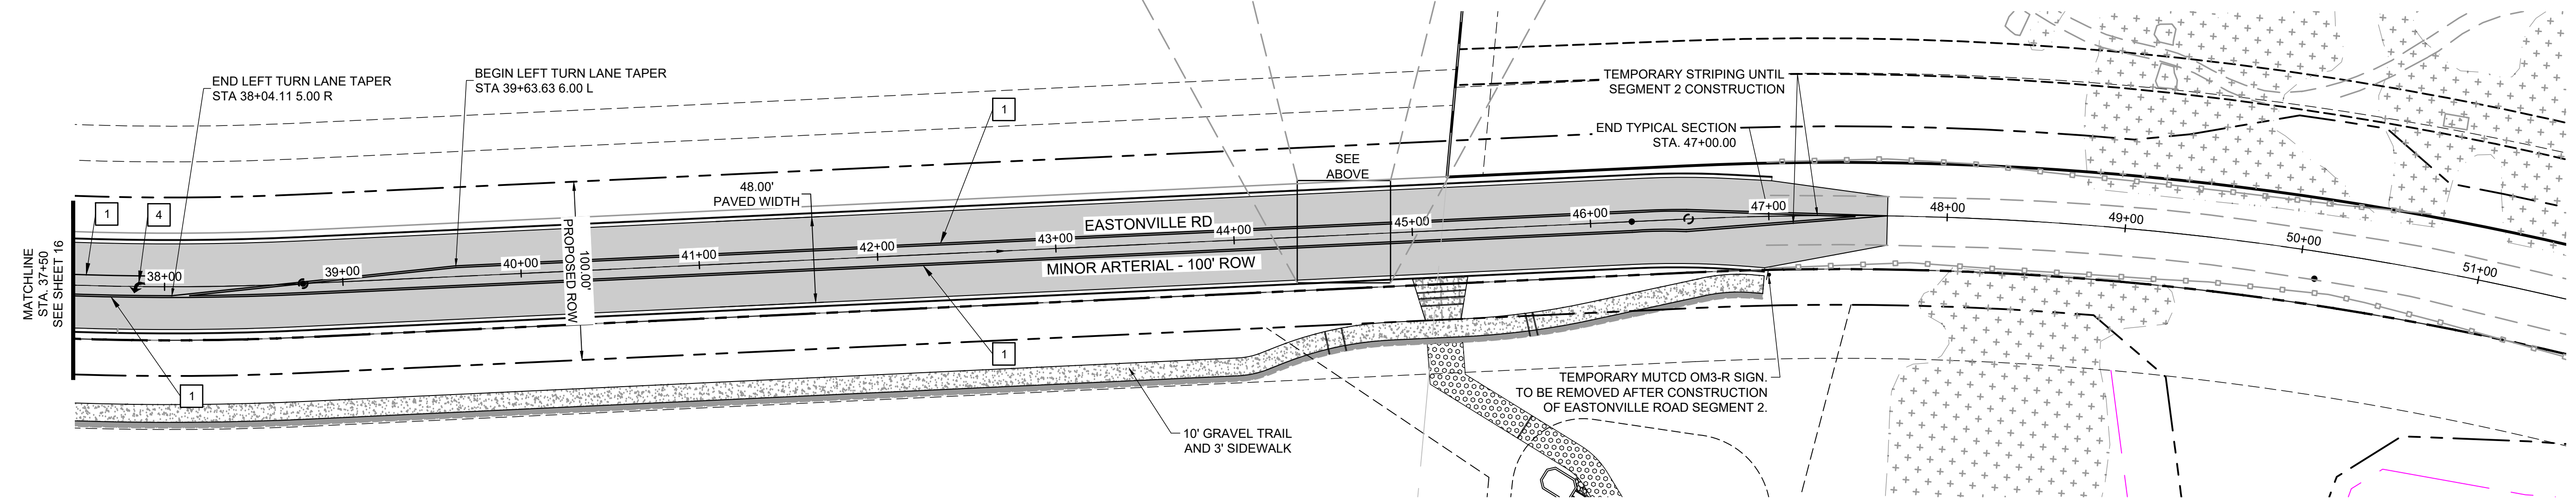 END LEFT TURN LANE TAPER
STA 38+04.11 5.00 R
BEGIN LEFT TURN LANE TAPER
STA 39+63.63 6.00 L
1
TEMPORARY STRIPING UNTIL
SEGMENT 2 CONSTRUCTION
END TYPICAL SECTION
STA. 47+00.00
SEE
ABOVE
48.00'
PAVED WIDTH
1
4
MATCHLINE
STA. 37+50
SEE SHEET 16
100.00'
PROPOSED ROW
EASTONVILLE RD
MINOR ARTERIAL - 100' ROW
38+00
39+00
40+00
41+00
42+00
43+00
44+00
45+00
46+00
47+00
48+00
49+00
50+00
51+00
1
1
TEMPORARY MUTCD OM3-R SIGN.
TO BE REMOVED AFTER CONSTRUCTION
OF EASTONVILLE ROAD SEGMENT 2.
10' GRAVEL TRAIL
AND 3' SIDEWALK